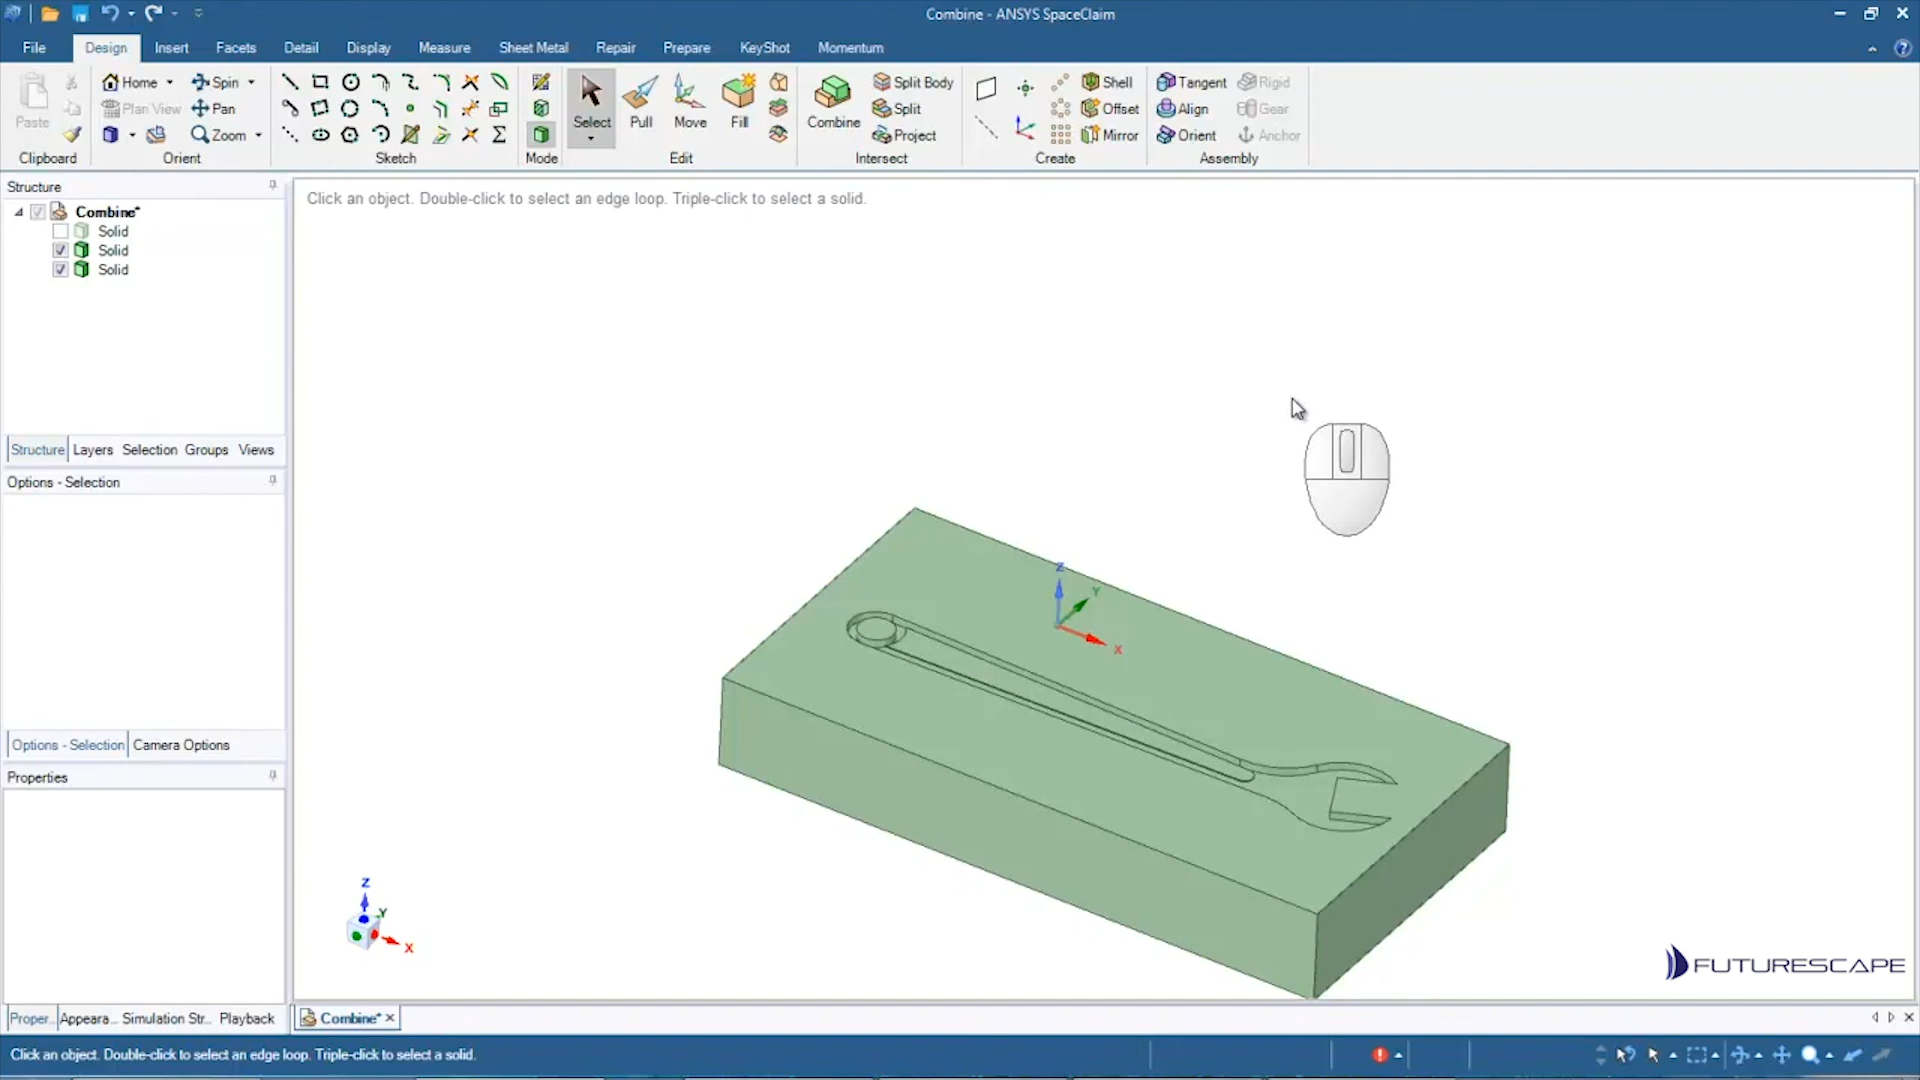 Combine - ANSYS SpaceClaim
File Design Insert Facets Detail Display Measure Sheet Metal Repair Prepare KeyShot Momentum
Paste
Clipboard
Home Spin
Plan View Pan
Zoom
Orient
Sketch
Mode
Select Pull Move Fill
Edit
Combine Split Body
Split
Project
Intersect
Shell
Offset
Mirror
Create
Tangent Rigid
Align Gear
Orient Anchor
Assembly
Structure
Combine*
Solid
Solid
Solid
Structure Layers Selection Groups Views
Options - Selection
Options - Selection Camera Options
Properties
Proper... Appeara... Simulation Str... Playback
Click an object. Double-click to select an edge loop. Triple-click to select a solid.
Z
Y
X
Z
Y
X
FUTURESCAPE
Combine*
Click an object. Double-click to select an edge loop. Triple-click to select a solid.